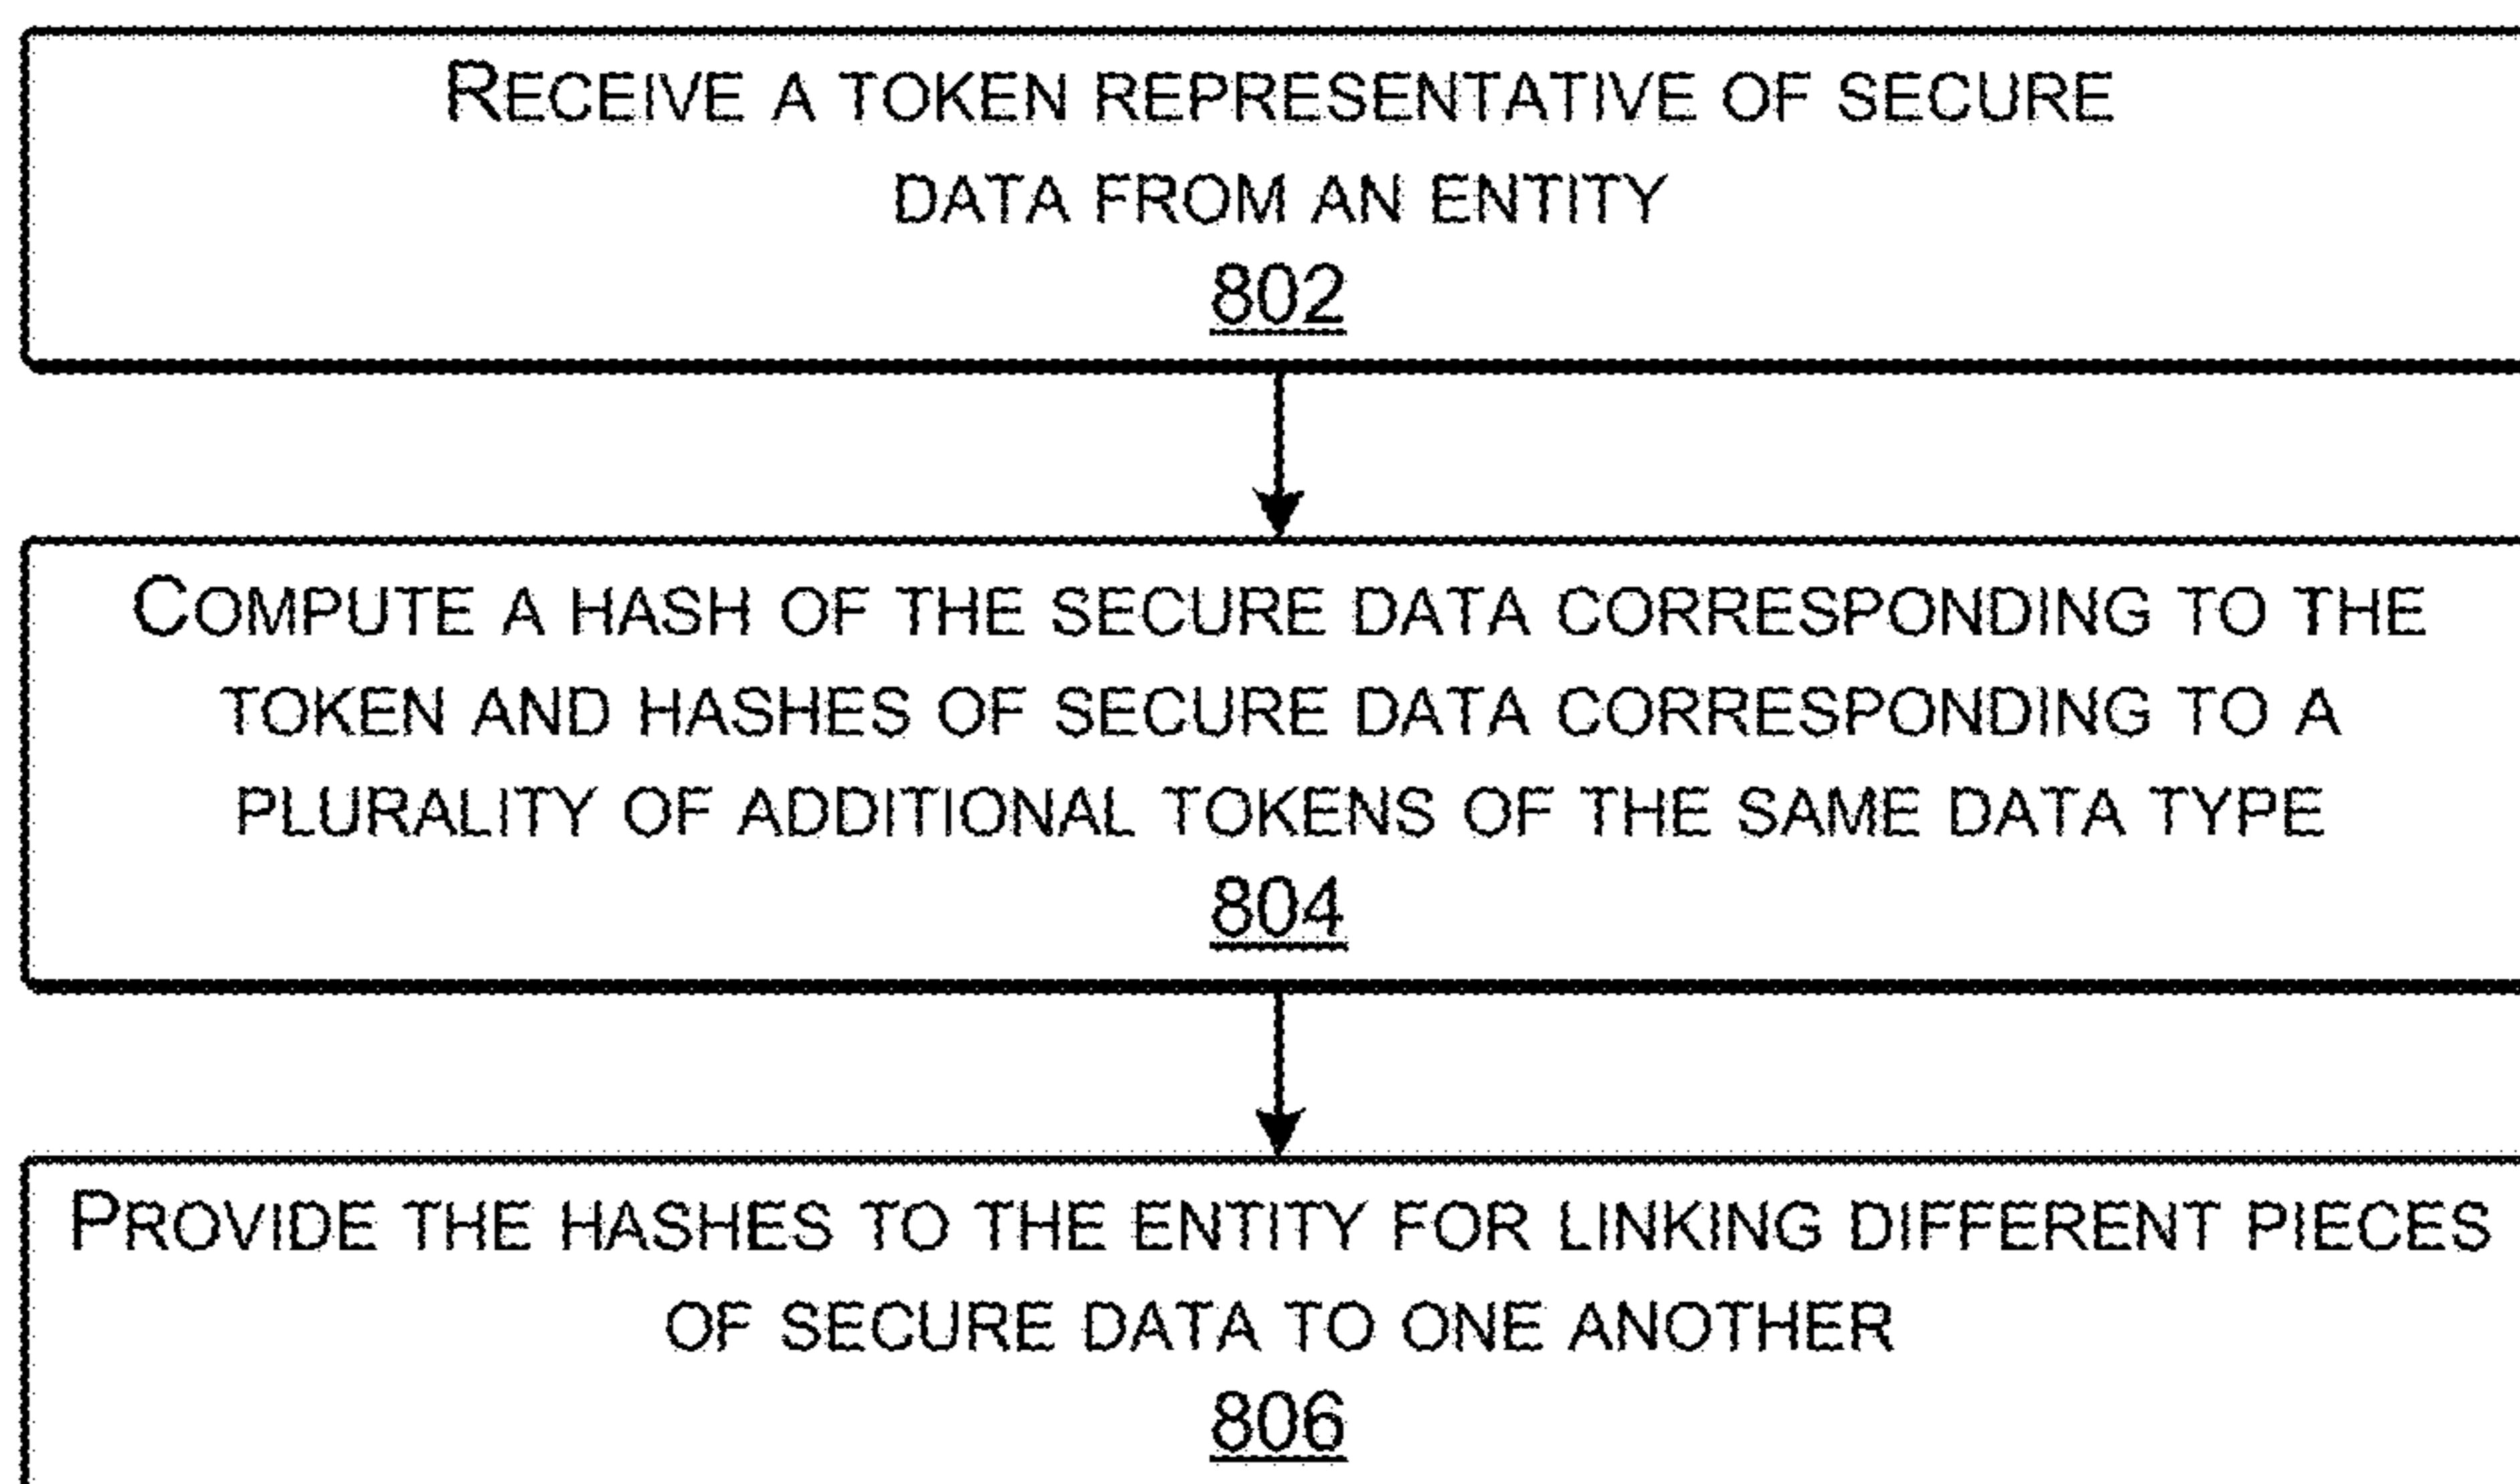 RECEIVE A TOKEN REPRESENTATIVE OF SECURE
DATA FROM AN ENTITY
802
COMPUTE A HASH OF THE SECURE DATA CORRESPONDING TO THE
TOKEN AND HASHES OF SECURE DATA CORRESPONDING TO A
PLURALITY OF ADDITIONAL TOKENS OF THE SAME DATA TYPE
804
PROVIDE THE HASHES TO THE ENTITY FOR LINKING DIFFERENT PIECES
OF SECURE DATA TO ONE ANOTHER
806